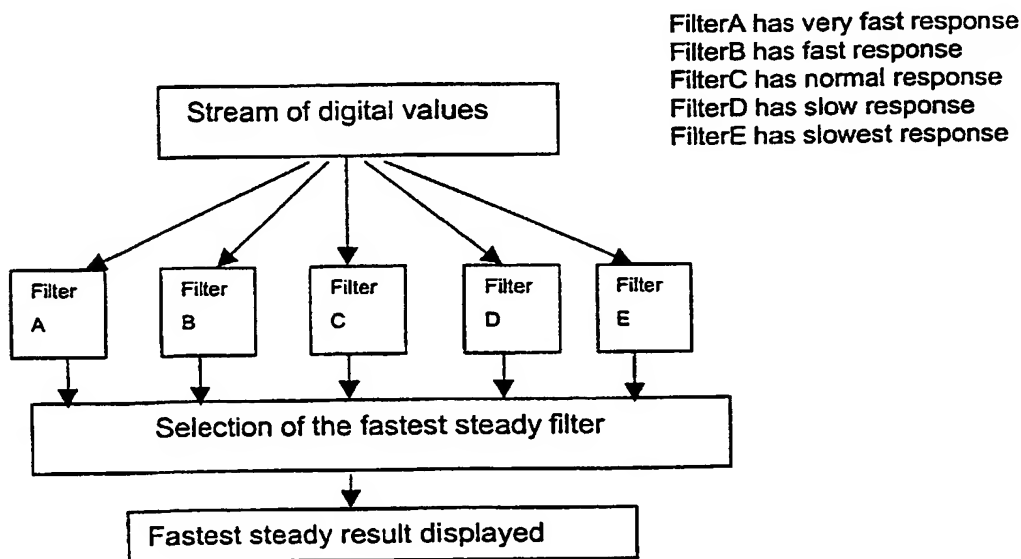 FilterA has very fast response
FilterB has fast response
FilterC has normal response
FilterD has slow response
FilterE has slowest response
Stream of digital values
Filter
A
Filter
B
Filter
C
Filter
D
Filter
E
Selection of the fastest steady filter
Fastest steady result displayed